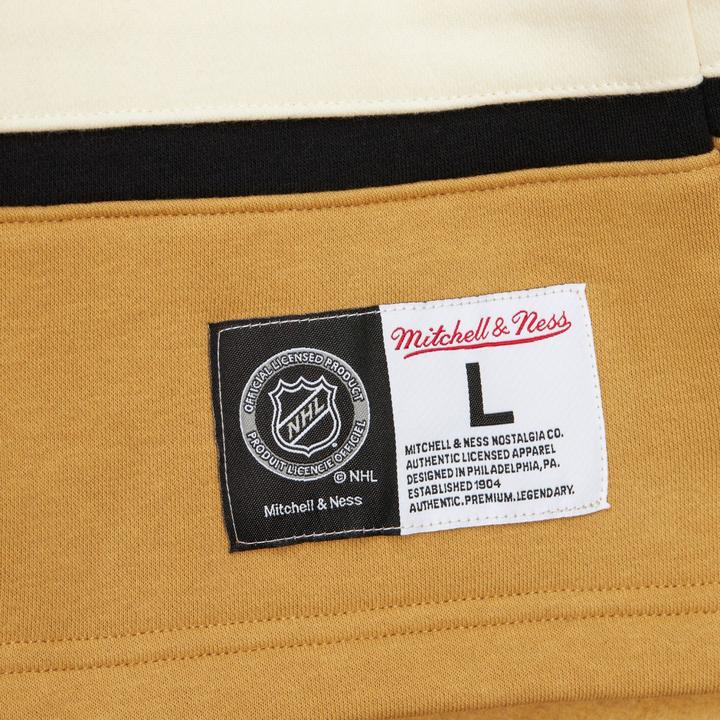 OFFICIAL LICENSED PRODUCT
NHL
PRODUIT LICENCIE OFFICIEL
© NHL
Mitchell & Ness
Mitchell & Ness
L
MITCHELL & NESS NOSTALGIA CO.
AUTHENTIC LICENSED APPAREL
DESIGNED IN PHILADELPHIA, PA.
ESTABLISHED 1904
AUTHENTIC. PREMIUM. LEGENDARY.